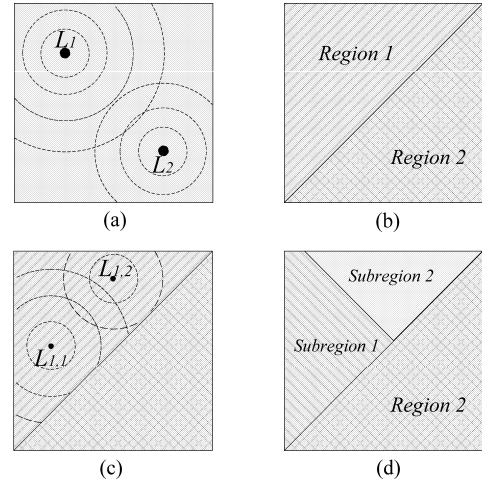 L1
L2
(a)
Region 1
Region 2
(b)
L1,2
L1,1
(c)
Subregion 2
Subregion 1
Region 2
(d)